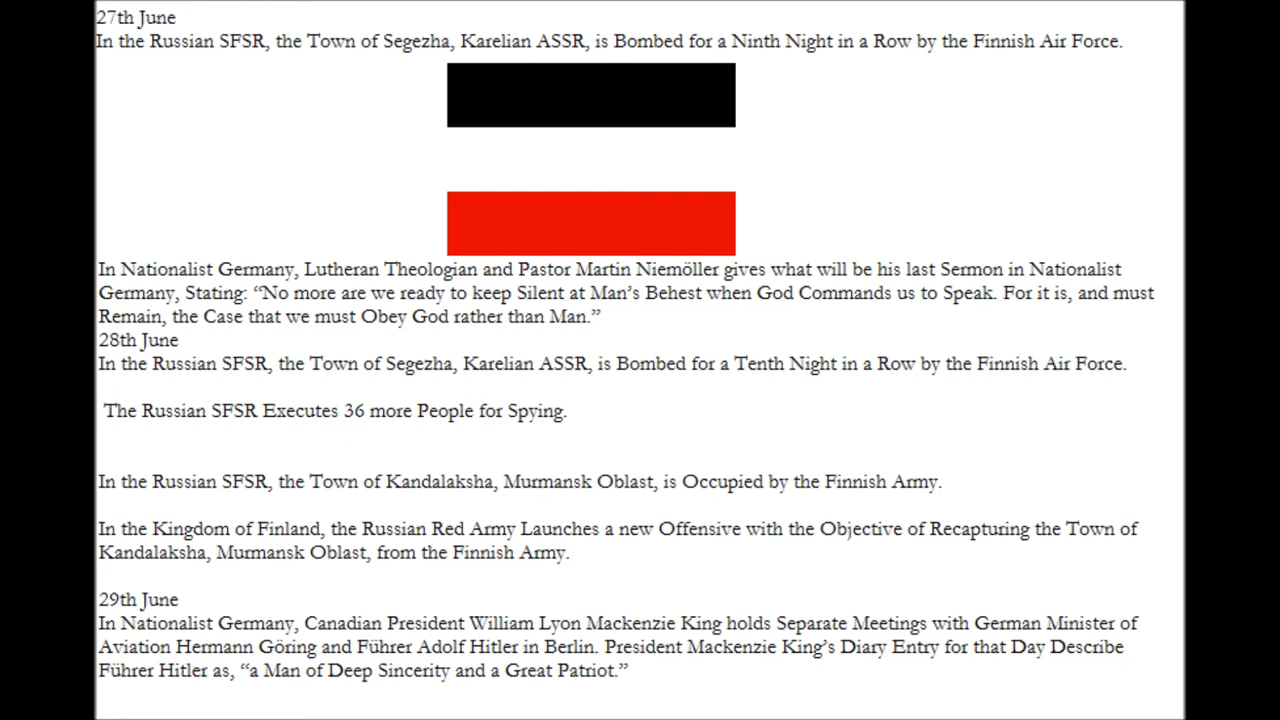 27th June
In the Russian SFSR, the Town of Segezha, Karelian ASSR, is Bombed for a Ninth Night in a Row by the Finnish Air Force.
In Nationalist Germany, Lutheran Theologian and Pastor Martin Niemöller gives what will be his last Sermon in Nationalist
Germany, Stating: “No more are we ready to keep Silent at Man’s Behest when God Commands us to Speak. For it is, and must
Remain, the Case that we must Obey God rather than Man.”
28th June
In the Russian SFSR, the Town of Segezha, Karelian ASSR, is Bombed for a Tenth Night in a Row by the Finnish Air Force.
The Russian SFSR Executes 36 more People for Spying.
In the Russian SFSR, the Town of Kandalaksha, Murmansk Oblast, is Occupied by the Finnish Army.
In the Kingdom of Finland, the Russian Red Army Launches a new Offensive with the Objective of Recapturing the Town of
Kandalaksha, Murmansk Oblast, from the Finnish Army.
29th June
In Nationalist Germany, Canadian President William Lyon Mackenzie King holds Separate Meetings with German Minister of
Aviation Hermann Göring and Führer Adolf Hitler in Berlin. President Mackenzie King’s Diary Entry for that Day Describe
Führer Hitler as, “a Man of Deep Sincerity and a Great Patriot.”